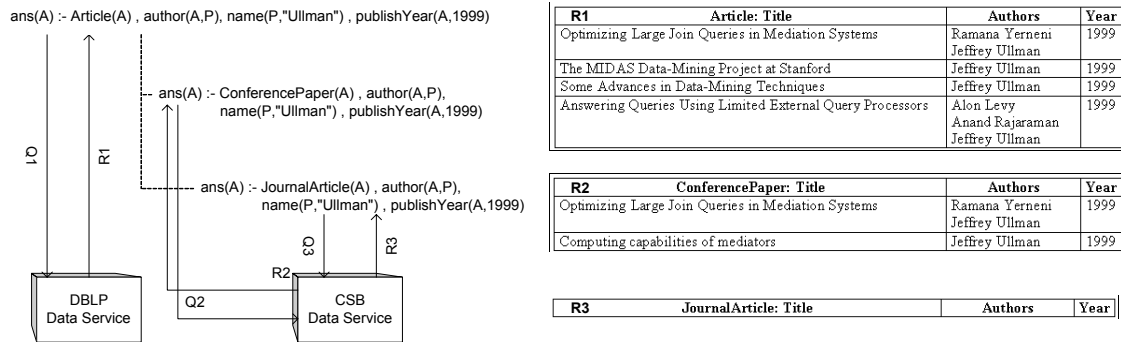 ans(A) :- Article(A) , author(A,P), name(P,"Ullman") , publishYear(A,1999)
ans(A) :- ConferencePaper(A) , author(A,P),
name(P,"Ullman") , publishYear(A,1999)
Q1
R1
ans(A) :- JournalArticle(A) , author(A,P),
name(P,"Ullman") , publishYear(A,1999)
Q3
R3
R2
Q2
DBLP
Data Service
CSB
Data Service
R1 Article: Title Authors Year
Optimizing Large Join Queries in Mediation Systems Ramana Yerneni 1999
Jeffrey Ullman
The MIDAS Data-Mining Project at Stanford Jeffrey Ullman 1999
Some Advances in Data-Mining Techniques Jeffrey Ullman 1999
Answering Queries Using Limited External Query Processors Alon Levy 1999
Anand Rajaraman
Jeffrey Ullman
R2 ConferencePaper: Title Authors Year
Optimizing Large Join Queries in Mediation Systems Ramana Yerneni 1999
Jeffrey Ullman
Computing capabilities of mediators Jeffrey Ullman 1999
R3 JournalArticle: Title Authors Year